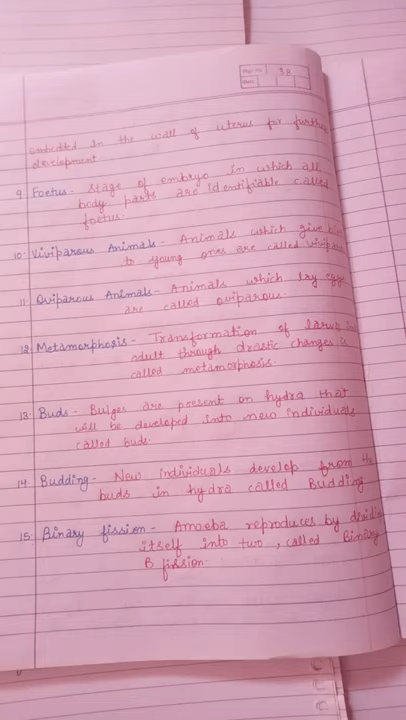 Page No. 38
Date
Embedded in the wall of uterus for further
development
9. Foetus - Stage of embryo in which all
body parts are identifiable called
foetus.
10. Viviparous Animals - Animals which give
to young ones are called
11. Oviparous Animals - Animals which lay eggs
are called oviparous.
12. Metamorphosis - Transformation of larva
adult through drastic changes is
called metamorphosis.
13. Buds - Bulges are present on hydra that
will be developed into new individuals
called buds.
14. Budding - New individuals develop from
buds in hydra called Budding
15. Binary fission - Amoeba reproduces by
itself into two, called Binary
B fission.